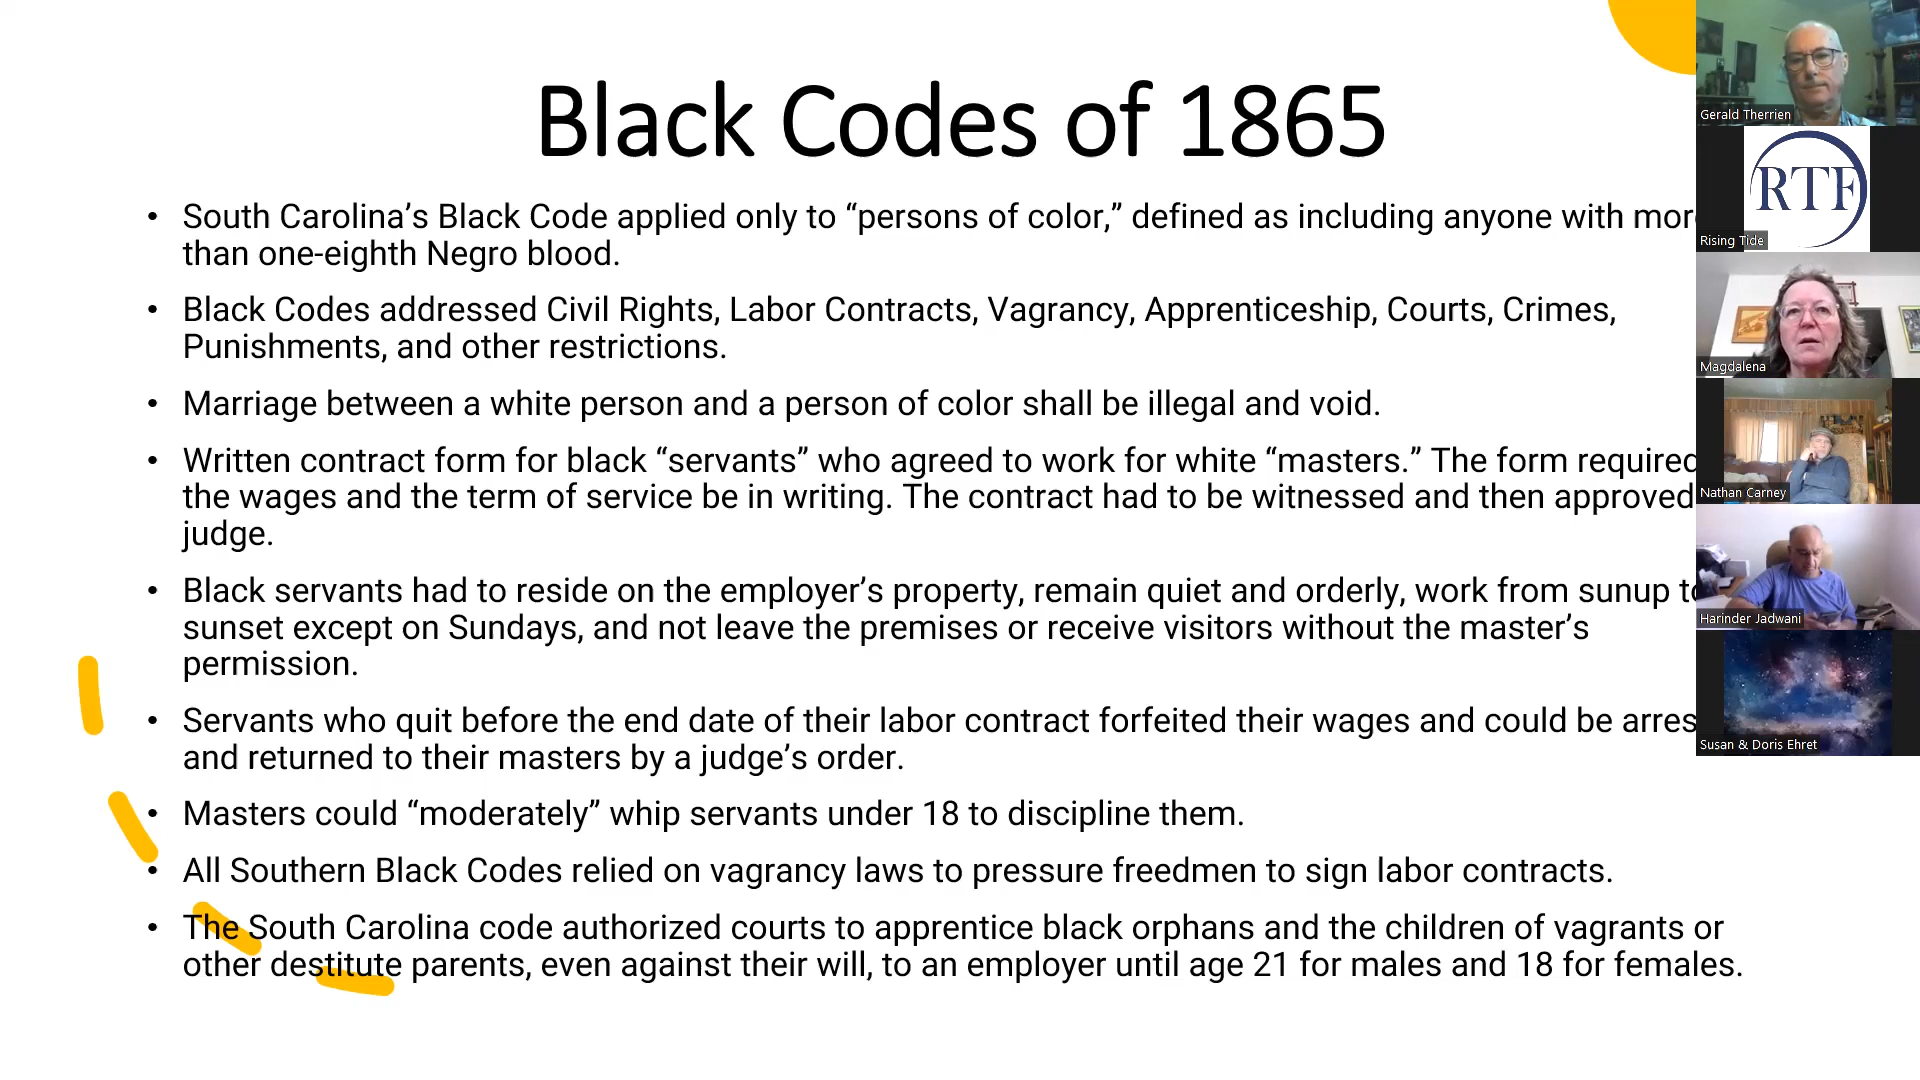 Black Codes of 1865
• South Carolina’s Black Code applied only to “persons of color,” defined as including anyone with mor
than one-eighth Negro blood.
• Black Codes addressed Civil Rights, Labor Contracts, Vagrancy, Apprenticeship, Courts, Crimes,
Punishments, and other restrictions.
• Marriage between a white person and a person of color shall be illegal and void.
• Written contract form for black “servants” who agreed to work for white “masters.” The form required
the wages and the term of service be in writing. The contract had to be witnessed and then approved
judge.
• Black servants had to reside on the employer’s property, remain quiet and orderly, work from sunup to
sunset except on Sundays, and not leave the premises or receive visitors without the master’s
permission.
• Servants who quit before the end date of their labor contract forfeited their wages and could be arres
and returned to their masters by a judge’s order.
• Masters could “moderately” whip servants under 18 to discipline them.
• All Southern Black Codes relied on vagrancy laws to pressure freedmen to sign labor contracts.
• The South Carolina code authorized courts to apprentice black orphans and the children of vagrants or
other destitute parents, even against their will, to an employer until age 21 for males and 18 for females.
Gerald Therrien
RTF
Rising Tide
Magdalena
Nathan Carney
Harinder Jadwani
Susan & Doris Ehret